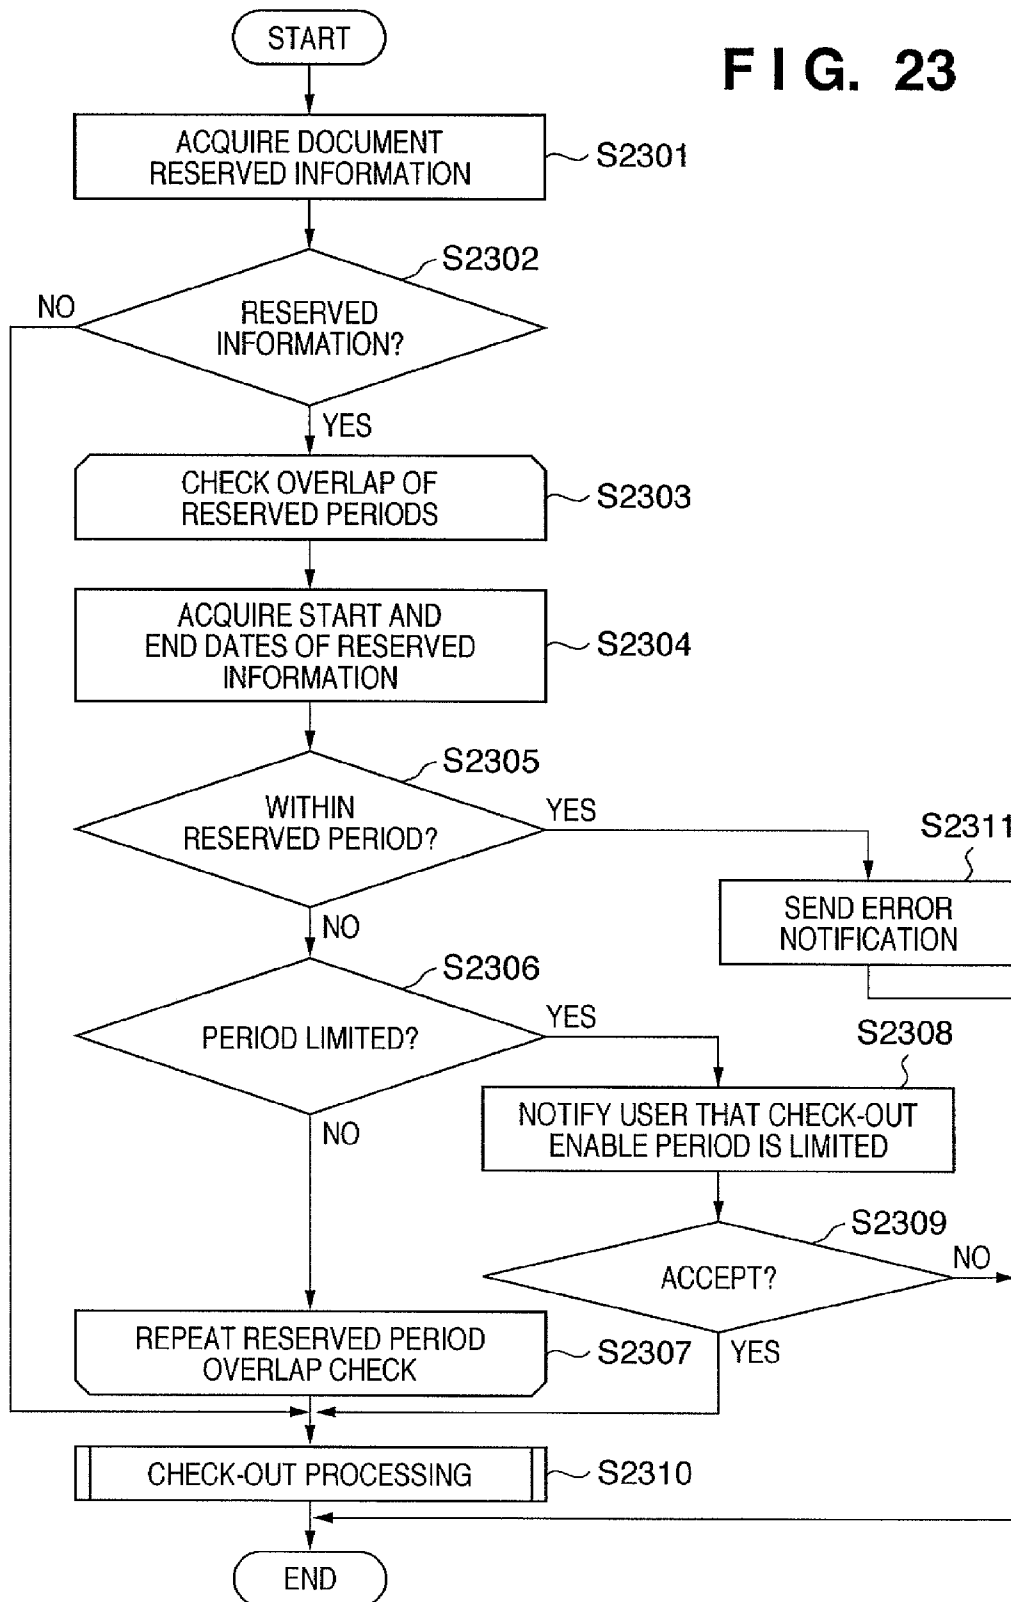 START
FIG. 23
ACQUIRE DOCUMENT
RESERVED INFORMATION
S2301
S2302
NO
RESERVED
INFORMATION?
YES
CHECK OVERLAP OF
RESERVED PERIODS
S2303
ACQUIRE START AND
END DATES OF RESERVED
INFORMATION
S2304
S2305
WITHIN
RESERVED PERIOD?
YES
S2311
SEND ERROR
NOTIFICATION
NO
S2306
PERIOD LIMITED?
YES
S2308
NOTIFY USER THAT CHECK-OUT
ENABLE PERIOD IS LIMITED
NO
S2309
ACCEPT?
NO
YES
REPEAT RESERVED PERIOD
OVERLAP CHECK
S2307
CHECK-OUT PROCESSING
S2310
END